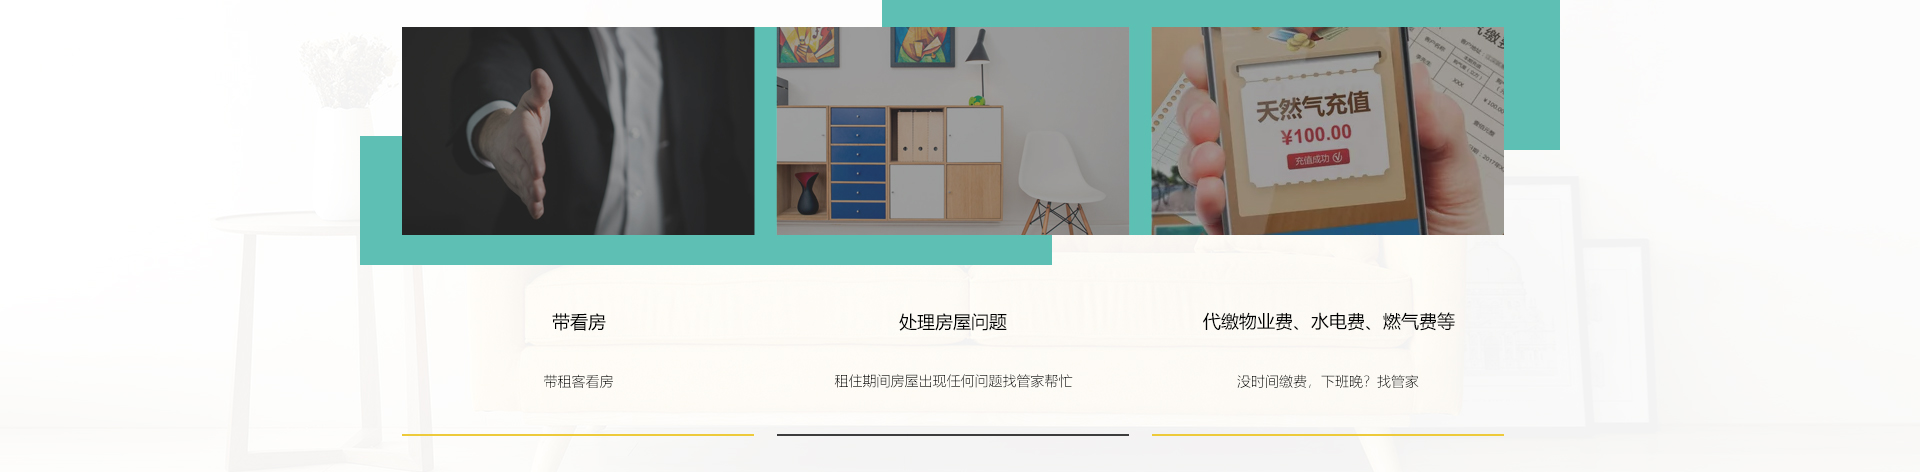 天然气充值
¥100.00
充值成功
带看房
处理房屋问题
代缴物业费、水电费、燃气费等
带租客看房
租住期间房屋出现任何问题找管家帮忙
没时间缴费，下班晚？找管家